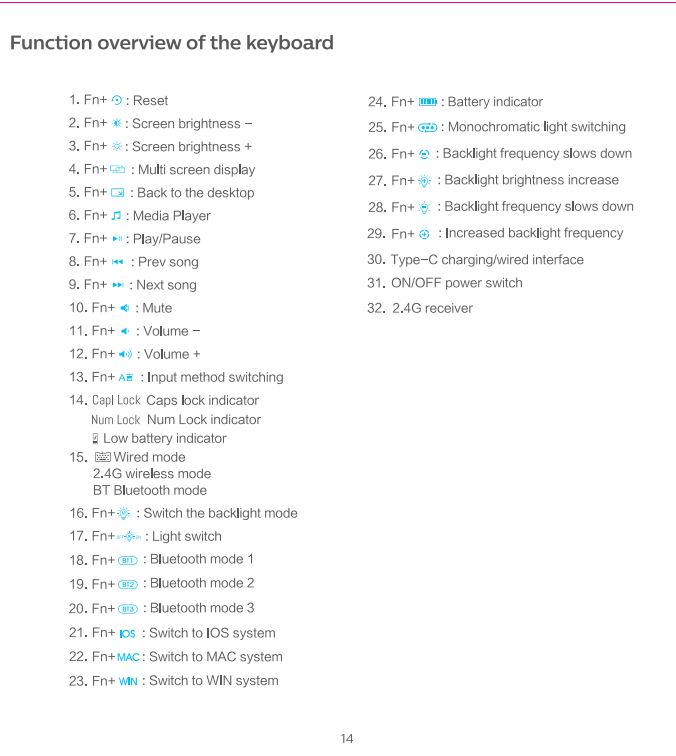 Function overview of the keyboard
1. Fn+ : Reset
2. Fn+ : Screen brightness −
3. Fn+ : Screen brightness +
4. Fn+ : Multi screen display
5. Fn+ : Back to the desktop
6. Fn+ : Media Player
7. Fn+ : Play/Pause
8. Fn+ : Prev song
9. Fn+ : Next song
10. Fn+ : Mute
11. Fn+ : Volume −
12. Fn+ : Volume +
13. Fn+ A : Input method switching
14. Capl Lock Caps lock indicator
Num Lock Num Lock indicator
Low battery indicator
15. Wired mode
2.4G wireless mode
BT Bluetooth mode
16. Fn+ : Switch the backlight mode
17. Fn+ : Light switch
18. Fn+ BT1 : Bluetooth mode 1
19. Fn+ BT2 : Bluetooth mode 2
20. Fn+ BT3 : Bluetooth mode 3
21. Fn+ IOS : Switch to IOS system
22. Fn+ MAC : Switch to MAC system
23. Fn+ WIN : Switch to WIN system
24. Fn+ : Battery indicator
25. Fn+ : Monochromatic light switching
26. Fn+ : Backlight frequency slows down
27. Fn+ : Backlight brightness increase
28. Fn+ : Backlight frequency slows down
29. Fn+ : Increased backlight frequency
30. Type−C charging/wired interface
31. ON/OFF power switch
32. 2.4G receiver
14